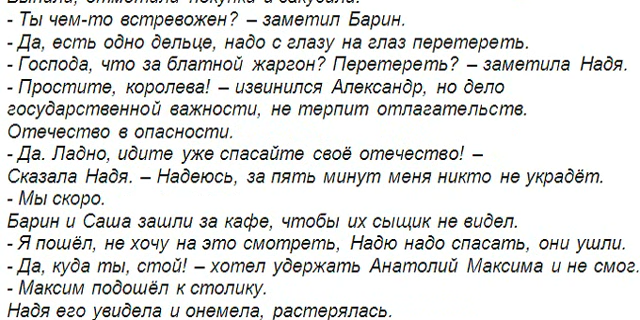 Выпили, отметили покупки и закусили.
- Ты чем-то встревожен? – заметил Барин.
- Да, есть одно дельце, надо с глазу на глаз перетереть.
- Господа, что за блатной жаргон? Перетереть? – заметила Надя.
- Простите, королева! – извинился Александр, но дело
государственной важности, не терпит отлагательств.
Отечество в опасности.
- Да. Ладно, идите уже спасайте своё отечество! –
Сказала Надя. – Надеюсь, за пять минут меня никто не украдёт.
- Мы скоро.
Барин и Саша зашли за кафе, чтобы их сыщик не видел.
- Я пошёл, не хочу на это смотреть, Надю надо спасать, они ушли.
- Да, куда ты, стой! – хотел удержать Анатолий Максима и не смог.
- Максим подошёл к столику.
Надя его увидела и онемела, растерялась.